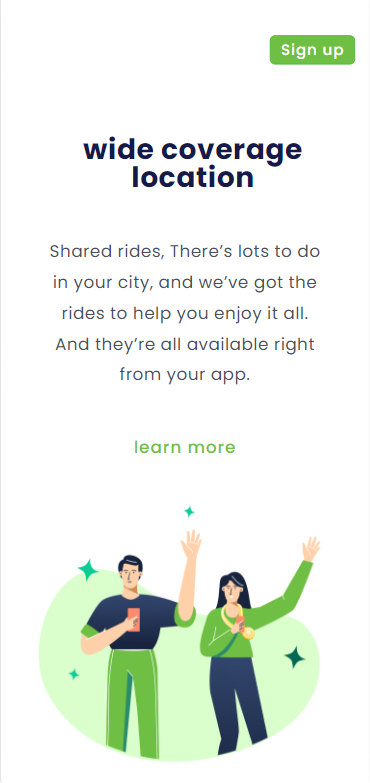 Sign up
wide coverage
location
Shared rides, There’s lots to do
in your city, and we’ve got the
rides to help you enjoy it all.
And they’re all available right
from your app.
learn more